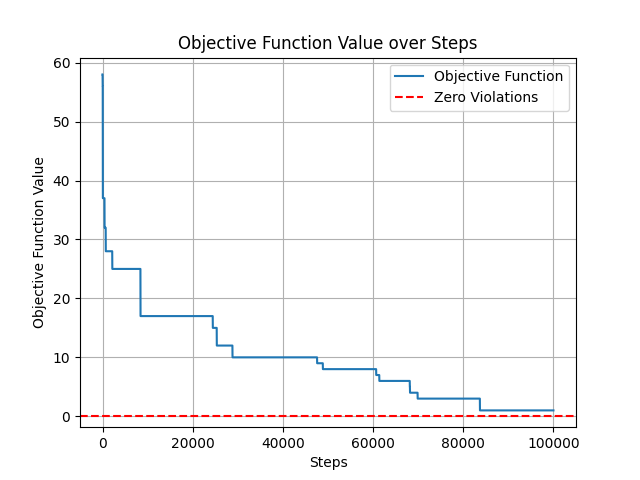 Objective Function Value over Steps
Objective Function
Zero Violations
Objective Function Value
60
50
40
30
20
10
0
0 20000 40000 60000 80000 100000
Steps